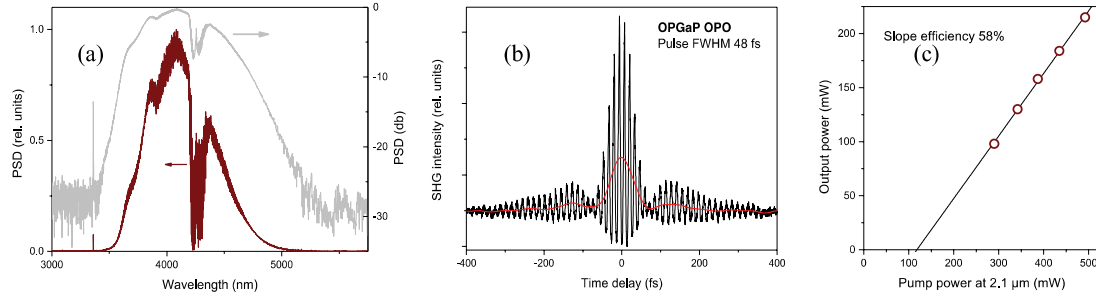 (a)
PSD (rel. units)
1.0
0.5
0.0
0
−10
−20
−30
PSD (db)
3000 4000 5000
Wavelength (nm)
(b)
OPGaP OPO
Pulse FWHM 48 fs
SHG Intensity (rel. units)
-400 -200 0 200 400
Time delay (fs)
(c)
Slope efficiency 58%
Output power (mW)
200
150
100
50
0
0 100 200 300 400 500
Pump power at 2.1 µm (mW)